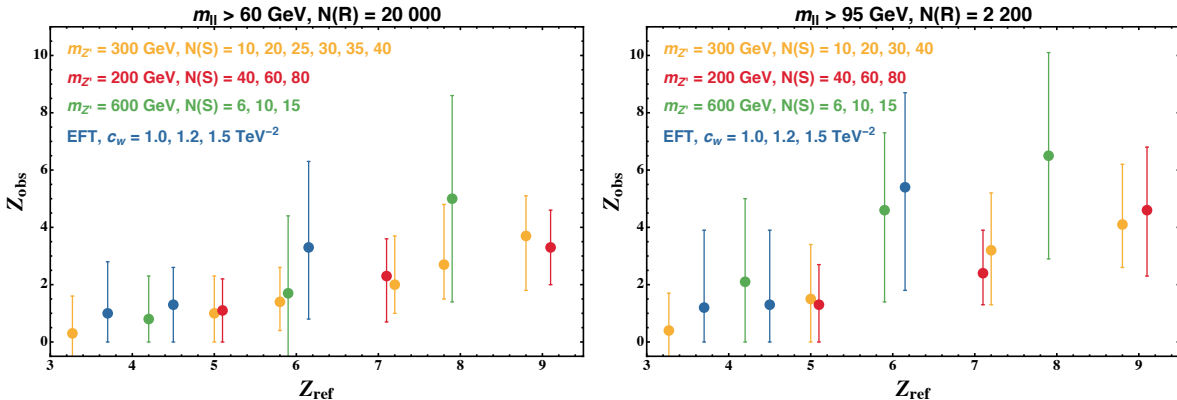 m_ll > 60 GeV, N(R) = 20 000
m_Z' = 300 GeV, N(S) = 10, 20, 25, 30, 35, 40
m_Z' = 200 GeV, N(S) = 40, 60, 80
m_Z' = 600 GeV, N(S) = 6, 10, 15
EFT, c_W = 1.0, 1.2, 1.5 TeV⁻²
10
8
6
4
2
0
Z_obs
3 4 5 6 7 8 9
Z_ref
m_ll > 95 GeV, N(R) = 2 200
m_Z' = 300 GeV, N(S) = 10, 20, 30, 40
m_Z' = 200 GeV, N(S) = 40, 60, 80
m_Z' = 600 GeV, N(S) = 6, 10, 15
EFT, c_W = 1.0, 1.2, 1.5 TeV⁻²
10
8
6
4
2
0
Z_obs
3 4 5 6 7 8 9
Z_ref